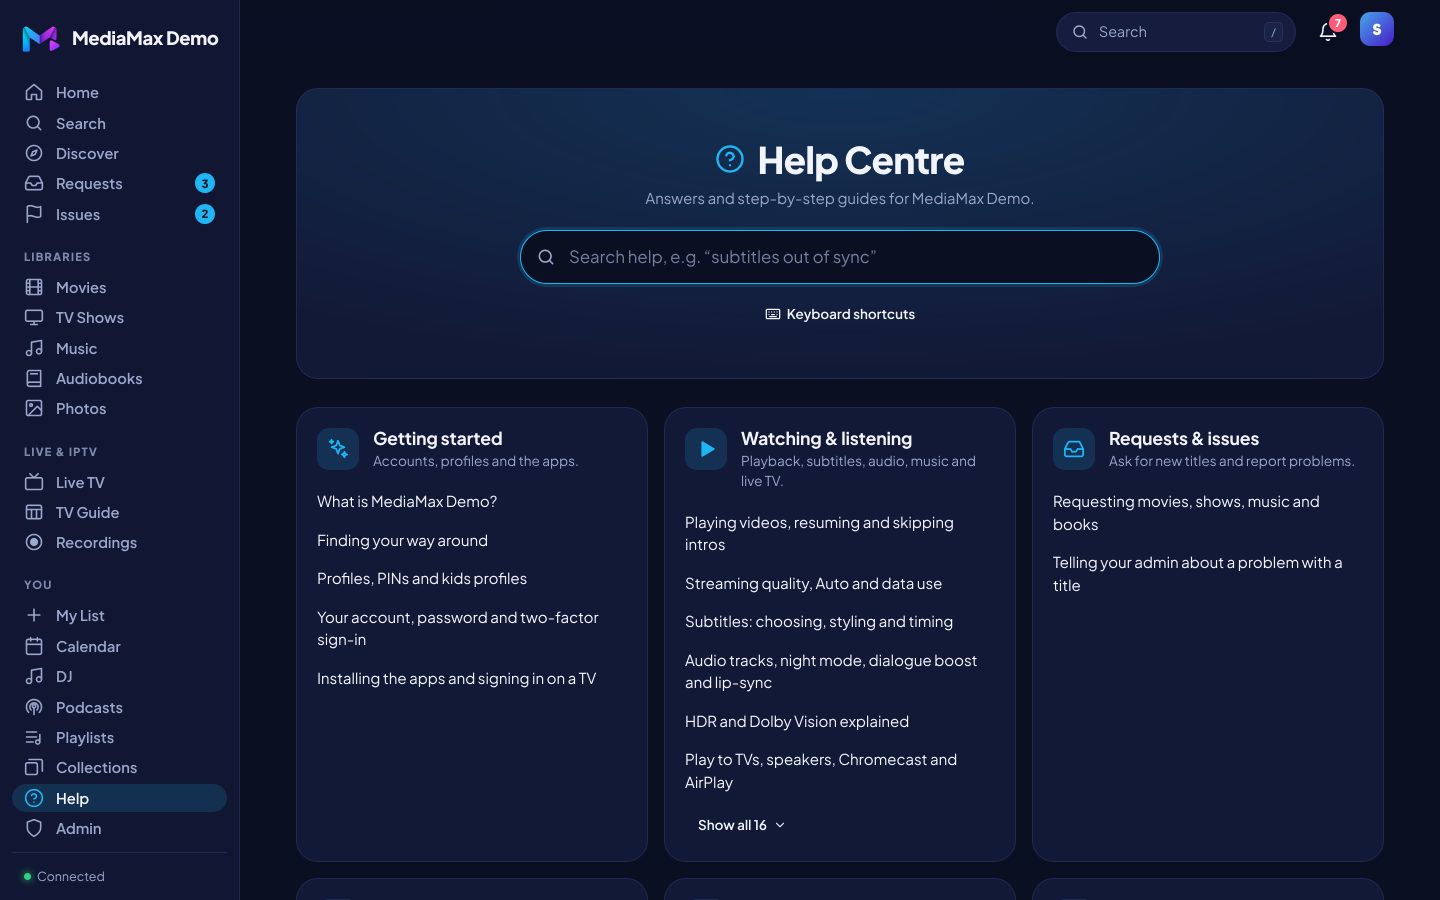 MediaMax Demo
Search
/
7
S
Home
Search
Discover
Requests
3
Issues
2
LIBRARIES
Movies
TV Shows
Music
Audiobooks
Photos
LIVE & IPTV
Live TV
TV Guide
Recordings
YOU
My List
Calendar
DJ
Podcasts
Playlists
Collections
Help
Admin
Connected
Help Centre
Answers and step-by-step guides for MediaMax Demo.
Search help, e.g. “subtitles out of sync”
Keyboard shortcuts
Getting started
Accounts, profiles and the apps.
What is MediaMax Demo?
Finding your way around
Profiles, PINs and kids profiles
Your account, password and two-factor
sign-in
Installing the apps and signing in on a TV
Watching & listening
Playback, subtitles, audio, music and
live TV.
Playing videos, resuming and skipping
intros
Streaming quality, Auto and data use
Subtitles: choosing, styling and timing
Audio tracks, night mode, dialogue boost
and lip-sync
HDR and Dolby Vision explained
Play to TVs, speakers, Chromecast and
AirPlay
Show all 16
Requests & issues
Ask for new titles and report problems.
Requesting movies, shows, music and
books
Telling your admin about a problem with a
title